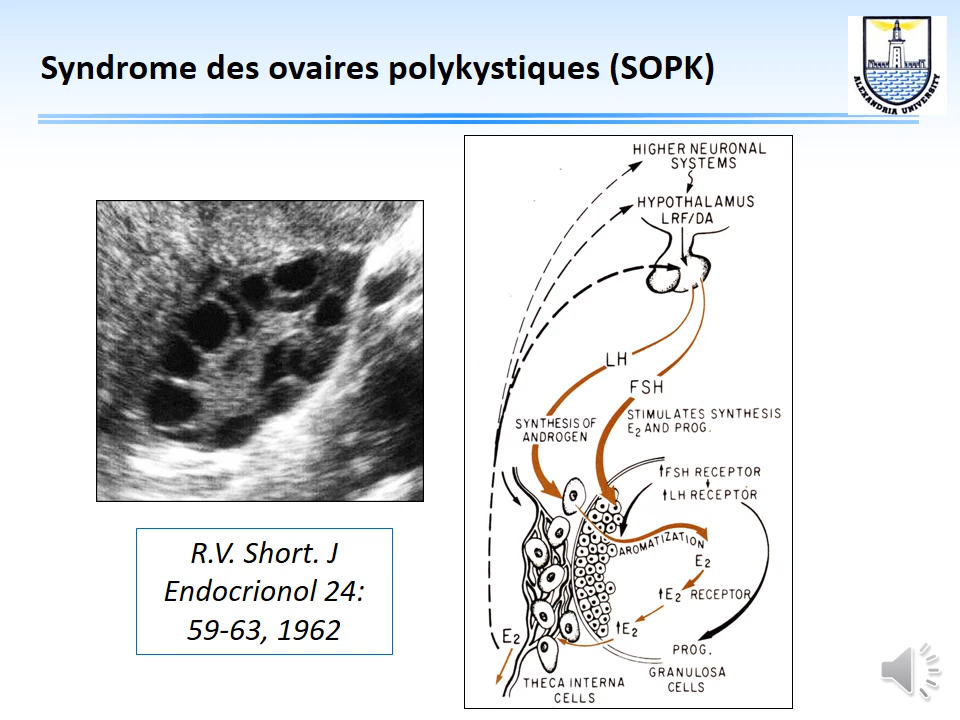 Syndrome des ovaires polykystiques (SOPK)
ALEXANDRIA UNIVERSITY
R.V. Short. J
Endocrionol 24:
59-63, 1962
HIGHER NEURONAL
SYSTEMS
HYPOTHALAMUS
LRF/DA
LH
FSH
SYNTHESIS OF
ANDROGEN
STIMULATES SYNTHESIS
E₂ AND PROG.
↑FSH RECEPTOR
↑LH RECEPTOR
AROMATIZATION
E₂
↑E₂ RECEPTOR
↑E₂
E₂
PROG.
GRANULOSA
CELLS
THECA INTERNA
CELLS